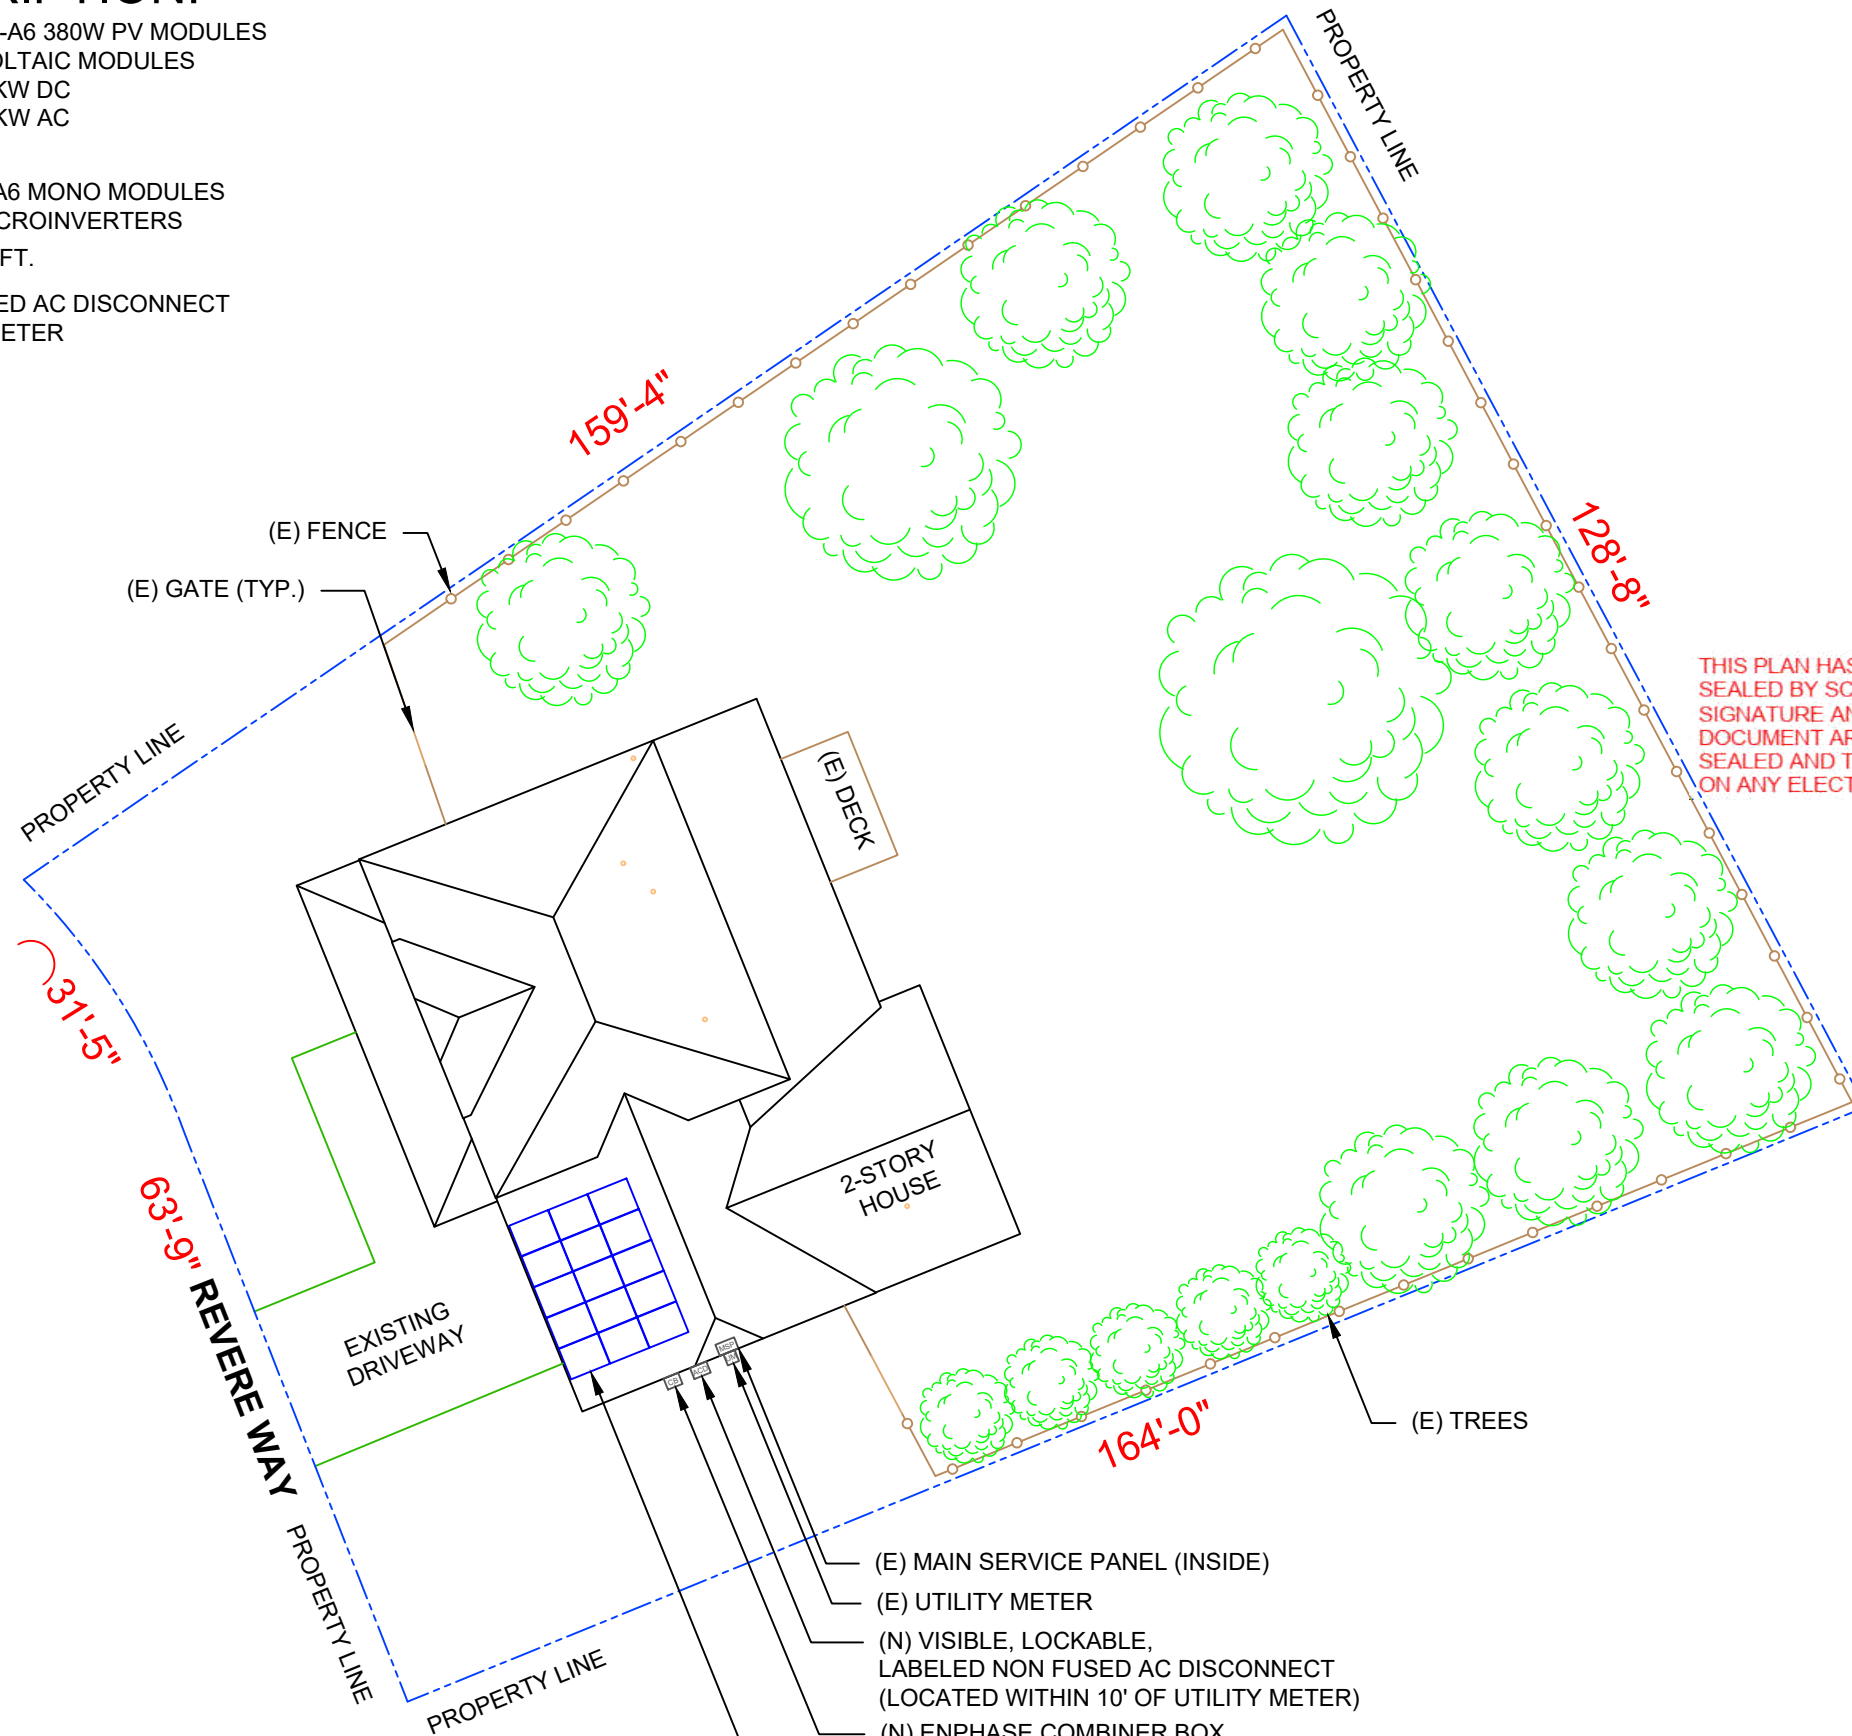 -A6 380W PV MODULES
OLTAIC MODULES
KW DC
KW AC
A6 MONO MODULES
CROINVERTERS
FT.
ED AC DISCONNECT
ETER
PROPERTY LINE
159'-4"
128'-8"
(E) FENCE
(E) GATE (TYP.)
THIS PLAN HAS
SEALED BY SC
SIGNATURE AN
DOCUMENT AR
SEALED AND T
ON ANY ELECT
PROPERTY LINE
(E) DECK
31'-5"
63'-9" REVERE WAY
2-STORY
HOUSE
EXISTING
DRIVEWAY
MSP
UM
ACD
CB
164'-0"
(E) TREES
PROPERTY LINE
PROPERTY LINE
(E) MAIN SERVICE PANEL (INSIDE)
(E) UTILITY METER
(N) VISIBLE, LOCKABLE,
LABELED NON FUSED AC DISCONNECT
(LOCATED WITHIN 10' OF UTILITY METER)
(N) ENPHASE COMBINER BOX